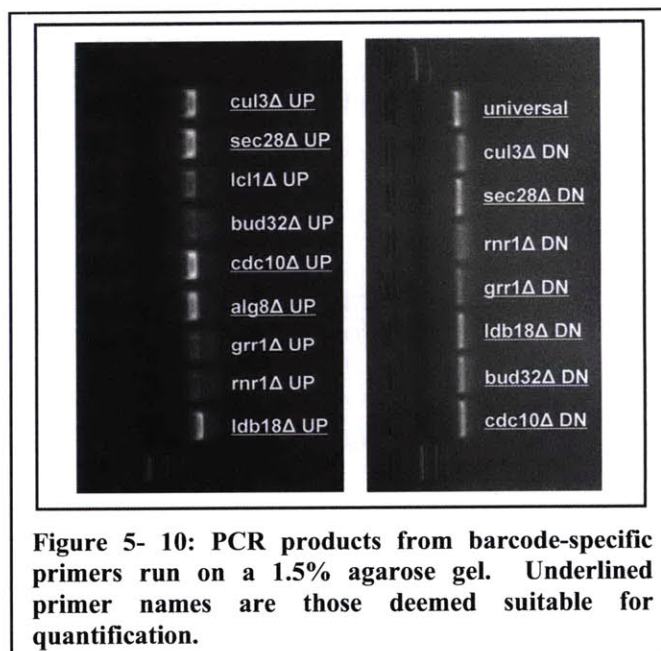 cul3Δ UP
sec28Δ UP
lcl1Δ UP
bud32Δ UP
cdc10Δ UP
alg8Δ UP
grr1Δ UP
rnr1Δ UP
ldb18Δ UP
universal
cul3Δ DN
sec28Δ DN
rnr1Δ DN
grr1Δ DN
ldb18Δ DN
bud32Δ DN
cdc10Δ DN
Figure 5- 10: PCR products from barcode-specific
primers run on a 1.5% agarose gel. Underlined
primer names are those deemed suitable for
quantification.